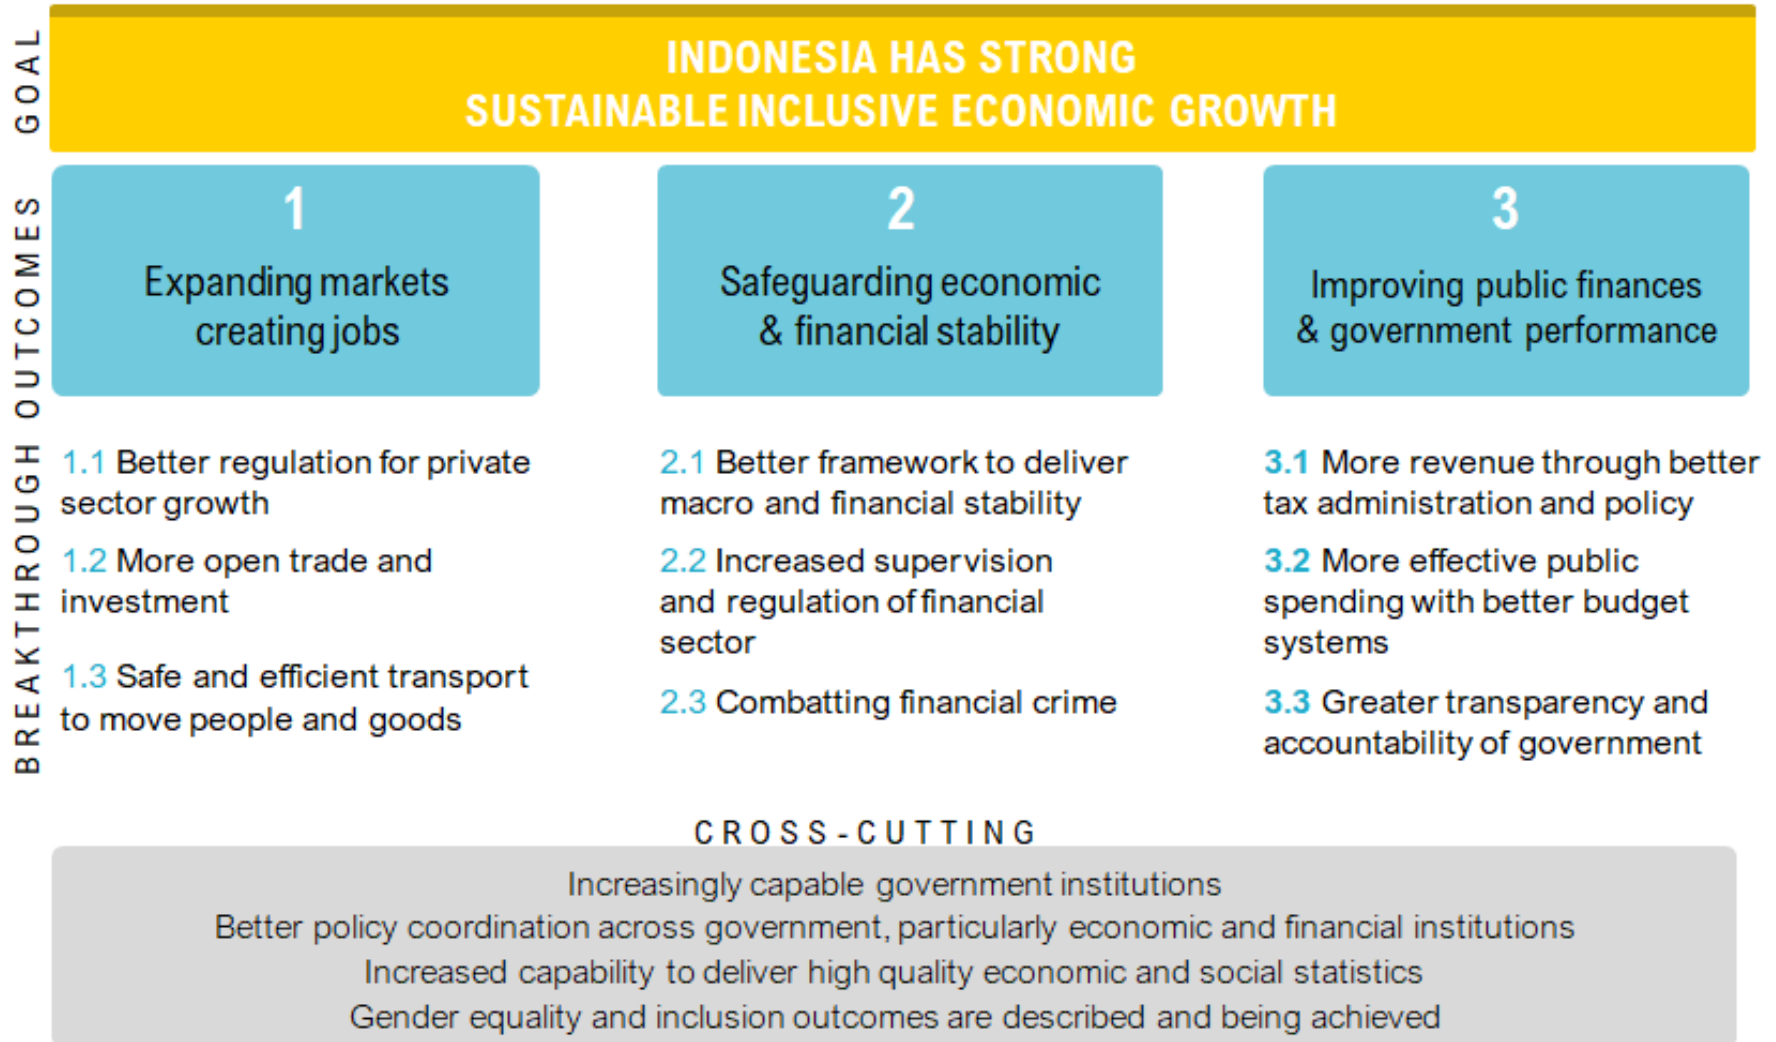 GOAL
INDONESIA HAS STRONG
SUSTAINABLE INCLUSIVE ECONOMIC GROWTH
BREAKTHROUGH OUTCOMES
1
Expanding markets
creating jobs
1.1 Better regulation for private
sector growth
1.2 More open trade and
investment
1.3 Safe and efficient transport
to move people and goods
2
Safeguarding economic
& financial stability
2.1 Better framework to deliver
macro and financial stability
2.2 Increased supervision
and regulation of financial
sector
2.3 Combatting financial crime
3
Improving public finances
& government performance
3.1 More revenue through better
tax administration and policy
3.2 More effective public
spending with better budget
systems
3.3 Greater transparency and
accountability of government
CROSS-CUTTING
Increasingly capable government institutions
Better policy coordination across government, particularly economic and financial institutions
Increased capability to deliver high quality economic and social statistics
Gender equality and inclusion outcomes are described and being achieved